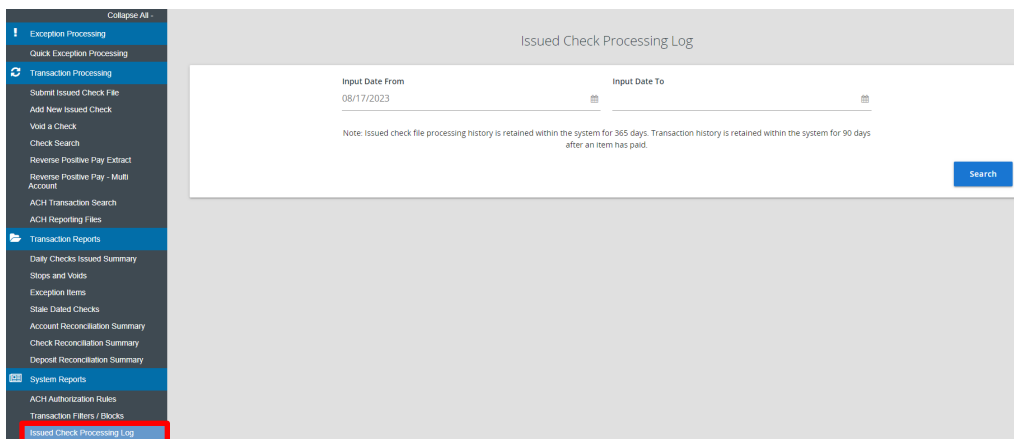 Collapse All -
Exception Processing
Quick Exception Processing
Transaction Processing
Submit Issued Check File
Add New Issued Check
Void a Check
Check Search
Reverse Positive Pay Extract
Reverse Positive Pay - Multi
Account
ACH Transaction Search
ACH Reporting Files
Transaction Reports
Daily Checks Issued Summary
Stops and Voids
Exception Items
Stale Dated Checks
Account Reconciliation Summary
Check Reconciliation Summary
Deposit Reconciliation Summary
System Reports
ACH Authorization Rules
Transaction Filters / Blocks
Issued Check Processing Log
Issued Check Processing Log
Input Date From
Input Date To
08/17/2023
Note: Issued check file processing history is retained within the system for 365 days. Transaction history is retained within the system for 90 days
after an item has paid.
Search